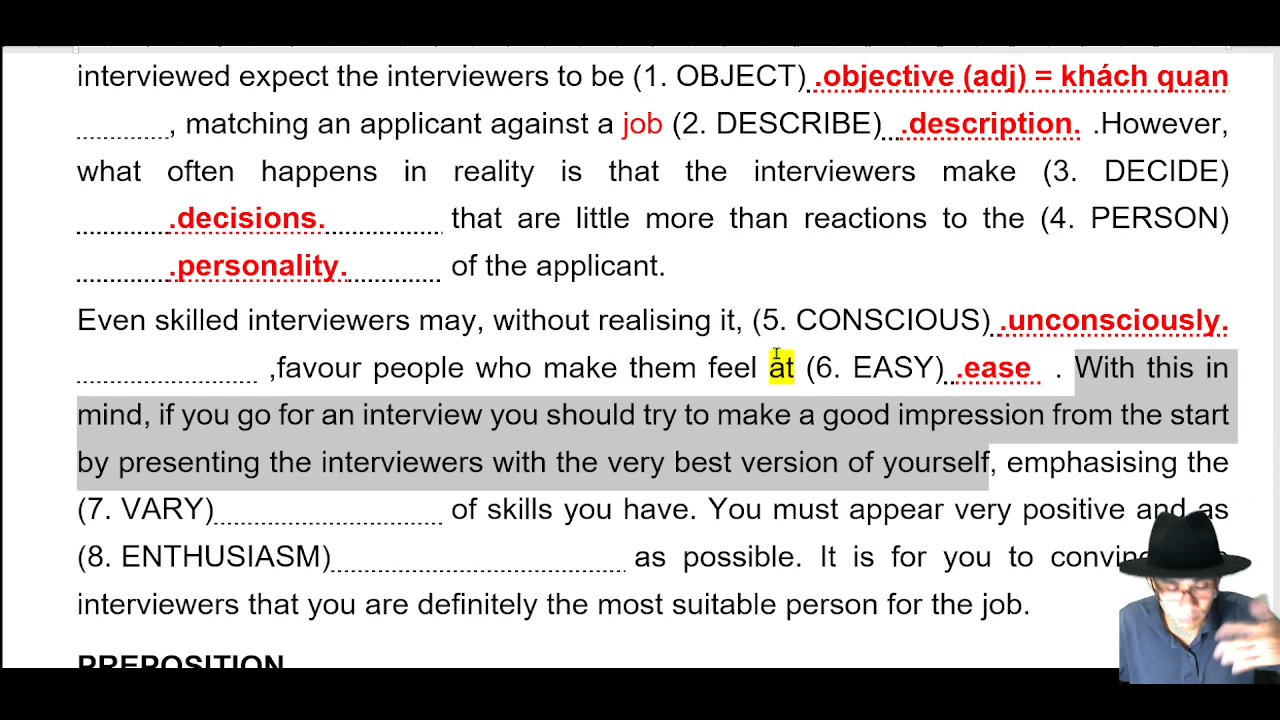 interviewed expect the interviewers to be (1. OBJECT) .objective (adj) = khách quan
, matching an applicant against a job (2. DESCRIBE) .description. .However,
what often happens in reality is that the interviewers make (3. DECIDE)
.decisions. that are little more than reactions to the (4. PERSON)
.personality. of the applicant.
Even skilled interviewers may, without realising it, (5. CONSCIOUS) .unconsciously.
,favour people who make them feel at (6. EASY) .ease . With this in
mind, if you go for an interview you should try to make a good impression from the start
by presenting the interviewers with the very best version of yourself, emphasising the
(7. VARY) of skills you have. You must appear very positive and as
(8. ENTHUSIASM) as possible. It is for you to
interviewers that you are definitely the most suitable person for the job.
PREPOSITION